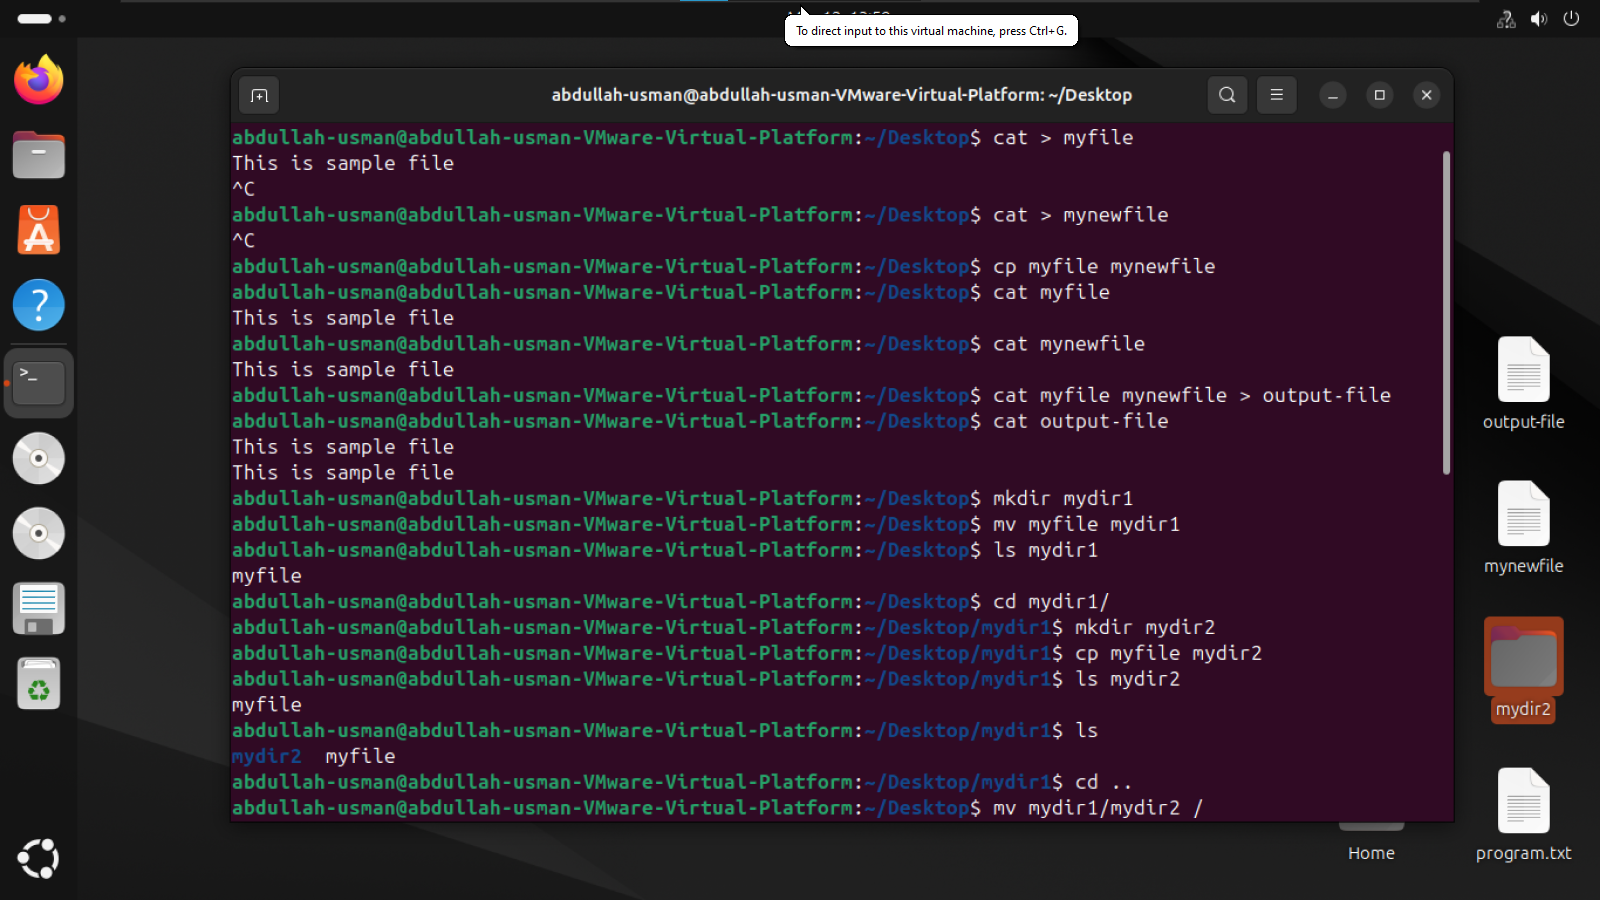 To direct input to this virtual machine, press Ctrl+G.
abdullah-usman@abdullah-usman-VMware-Virtual-Platform: ~/Desktop
abdullah-usman@abdullah-usman-VMware-Virtual-Platform:~/Desktop$ cat > myfile
This is sample file
^C
abdullah-usman@abdullah-usman-VMware-Virtual-Platform:~/Desktop$ cat > mynewfile
^C
abdullah-usman@abdullah-usman-VMware-Virtual-Platform:~/Desktop$ cp myfile mynewfile
abdullah-usman@abdullah-usman-VMware-Virtual-Platform:~/Desktop$ cat myfile
This is sample file
abdullah-usman@abdullah-usman-VMware-Virtual-Platform:~/Desktop$ cat mynewfile
This is sample file
abdullah-usman@abdullah-usman-VMware-Virtual-Platform:~/Desktop$ cat myfile mynewfile > output-file
abdullah-usman@abdullah-usman-VMware-Virtual-Platform:~/Desktop$ cat output-file
This is sample file
This is sample file
abdullah-usman@abdullah-usman-VMware-Virtual-Platform:~/Desktop$ mkdir mydir1
abdullah-usman@abdullah-usman-VMware-Virtual-Platform:~/Desktop$ mv myfile mydir1
abdullah-usman@abdullah-usman-VMware-Virtual-Platform:~/Desktop$ ls mydir1
myfile
abdullah-usman@abdullah-usman-VMware-Virtual-Platform:~/Desktop$ cd mydir1/
abdullah-usman@abdullah-usman-VMware-Virtual-Platform:~/Desktop/mydir1$ mkdir mydir2
abdullah-usman@abdullah-usman-VMware-Virtual-Platform:~/Desktop/mydir1$ cp myfile mydir2
abdullah-usman@abdullah-usman-VMware-Virtual-Platform:~/Desktop/mydir1$ ls mydir2
myfile
abdullah-usman@abdullah-usman-VMware-Virtual-Platform:~/Desktop/mydir1$ ls
mydir2  myfile
abdullah-usman@abdullah-usman-VMware-Virtual-Platform:~/Desktop/mydir1$ cd ..
abdullah-usman@abdullah-usman-VMware-Virtual-Platform:~/Desktop$ mv mydir1/mydir2 /
output-file
mynewfile
mydir2
Home
program.txt